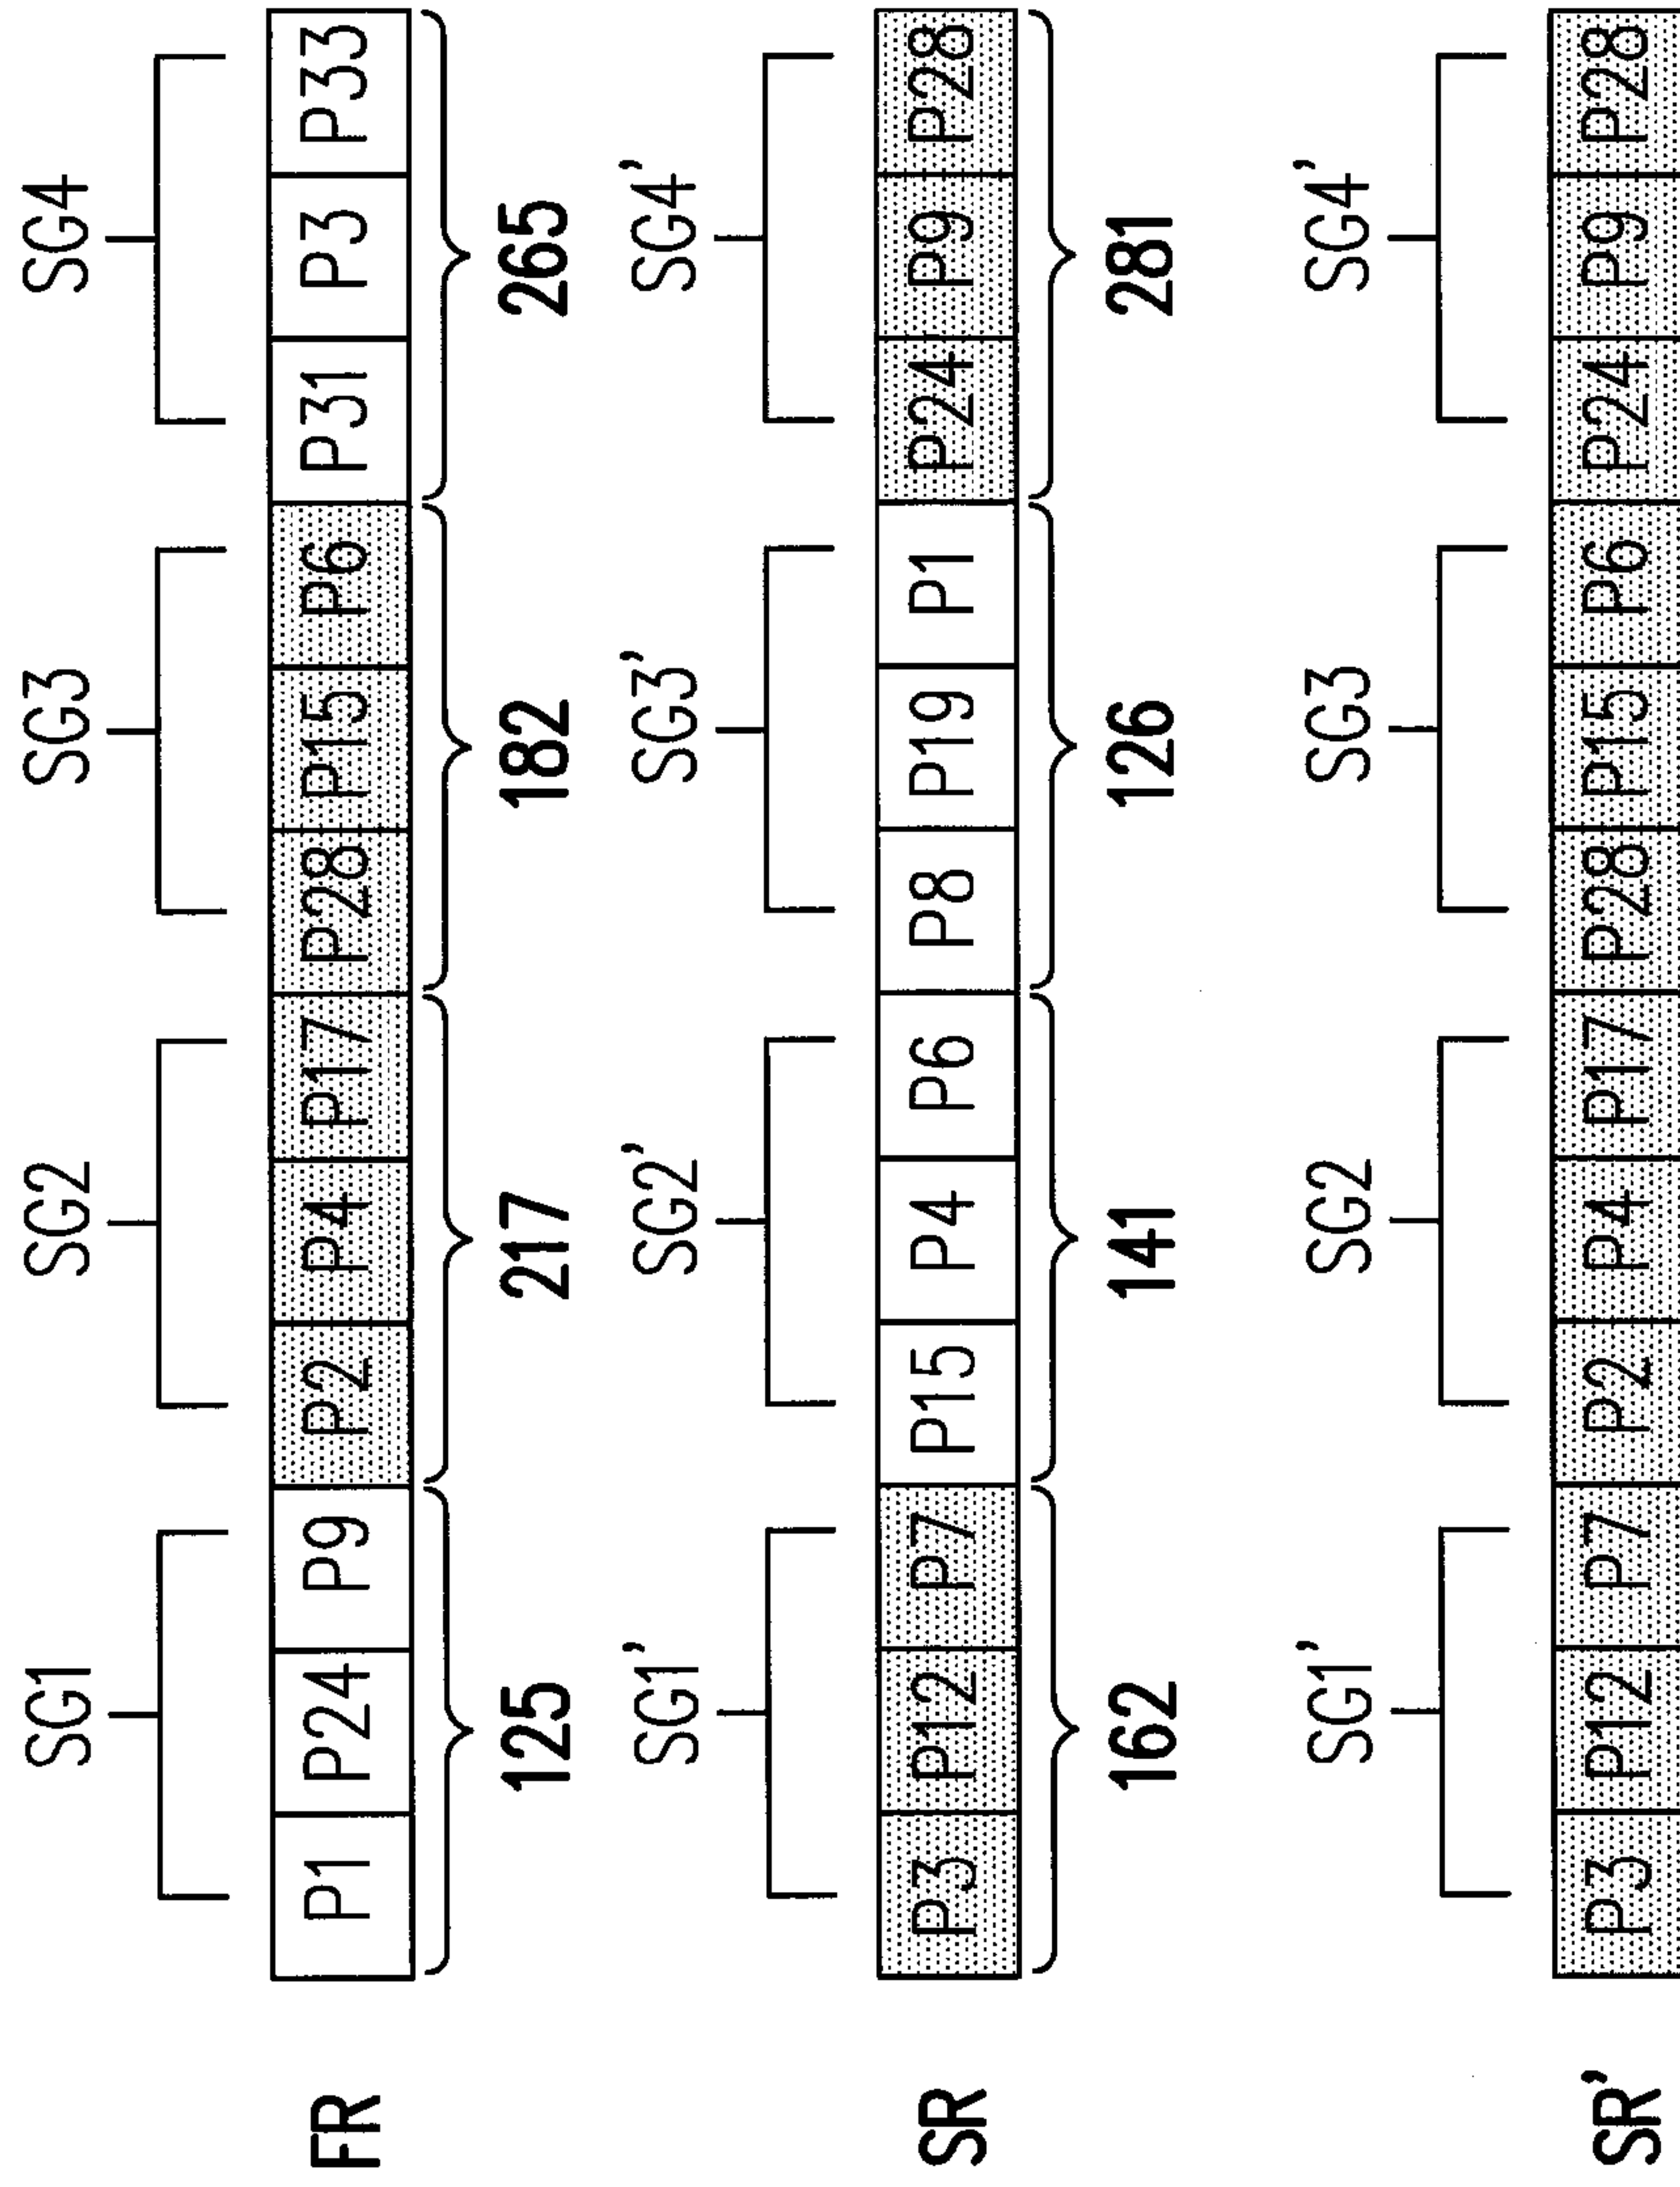 SG1 SG2 SG3 SG4
FR P1 P24 P9 P2 P4 P17 P28 P15 P6 P31 P3 P33
125 217 182 265
SG1' SG2' SG3' SG4'
SR P3 P12 P7 P15 P4 P6 P8 P19 P1 P24 P9 P28
162 141 126 281
SG1' SG2 SG3 SG4'
SR' P3 P12 P7 P2 P4 P17 P28 P15 P6 P24 P9 P28